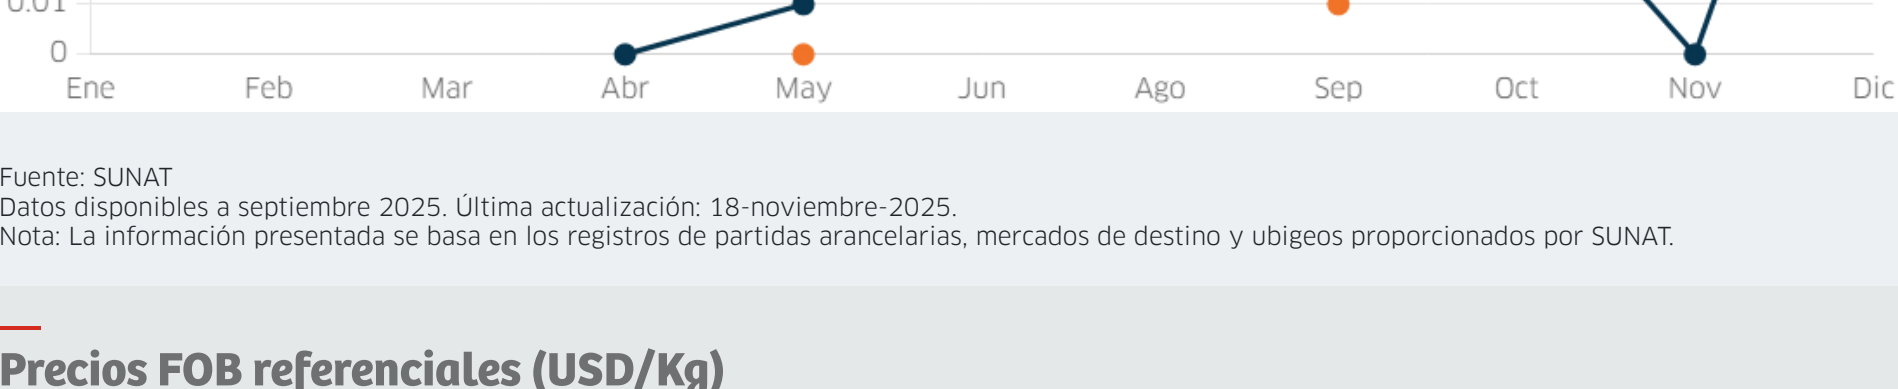 0.01
0
Ene Feb Mar Abr May Jun Ago Sep Oct Nov Dic
Fuente: SUNAT
Datos disponibles a septiembre 2025. Última actualización: 18-noviembre-2025.
Nota: La información presentada se basa en los registros de partidas arancelarias, mercados de destino y ubigeos proporcionados por SUNAT.
Precios FOB referenciales (USD/Kg)